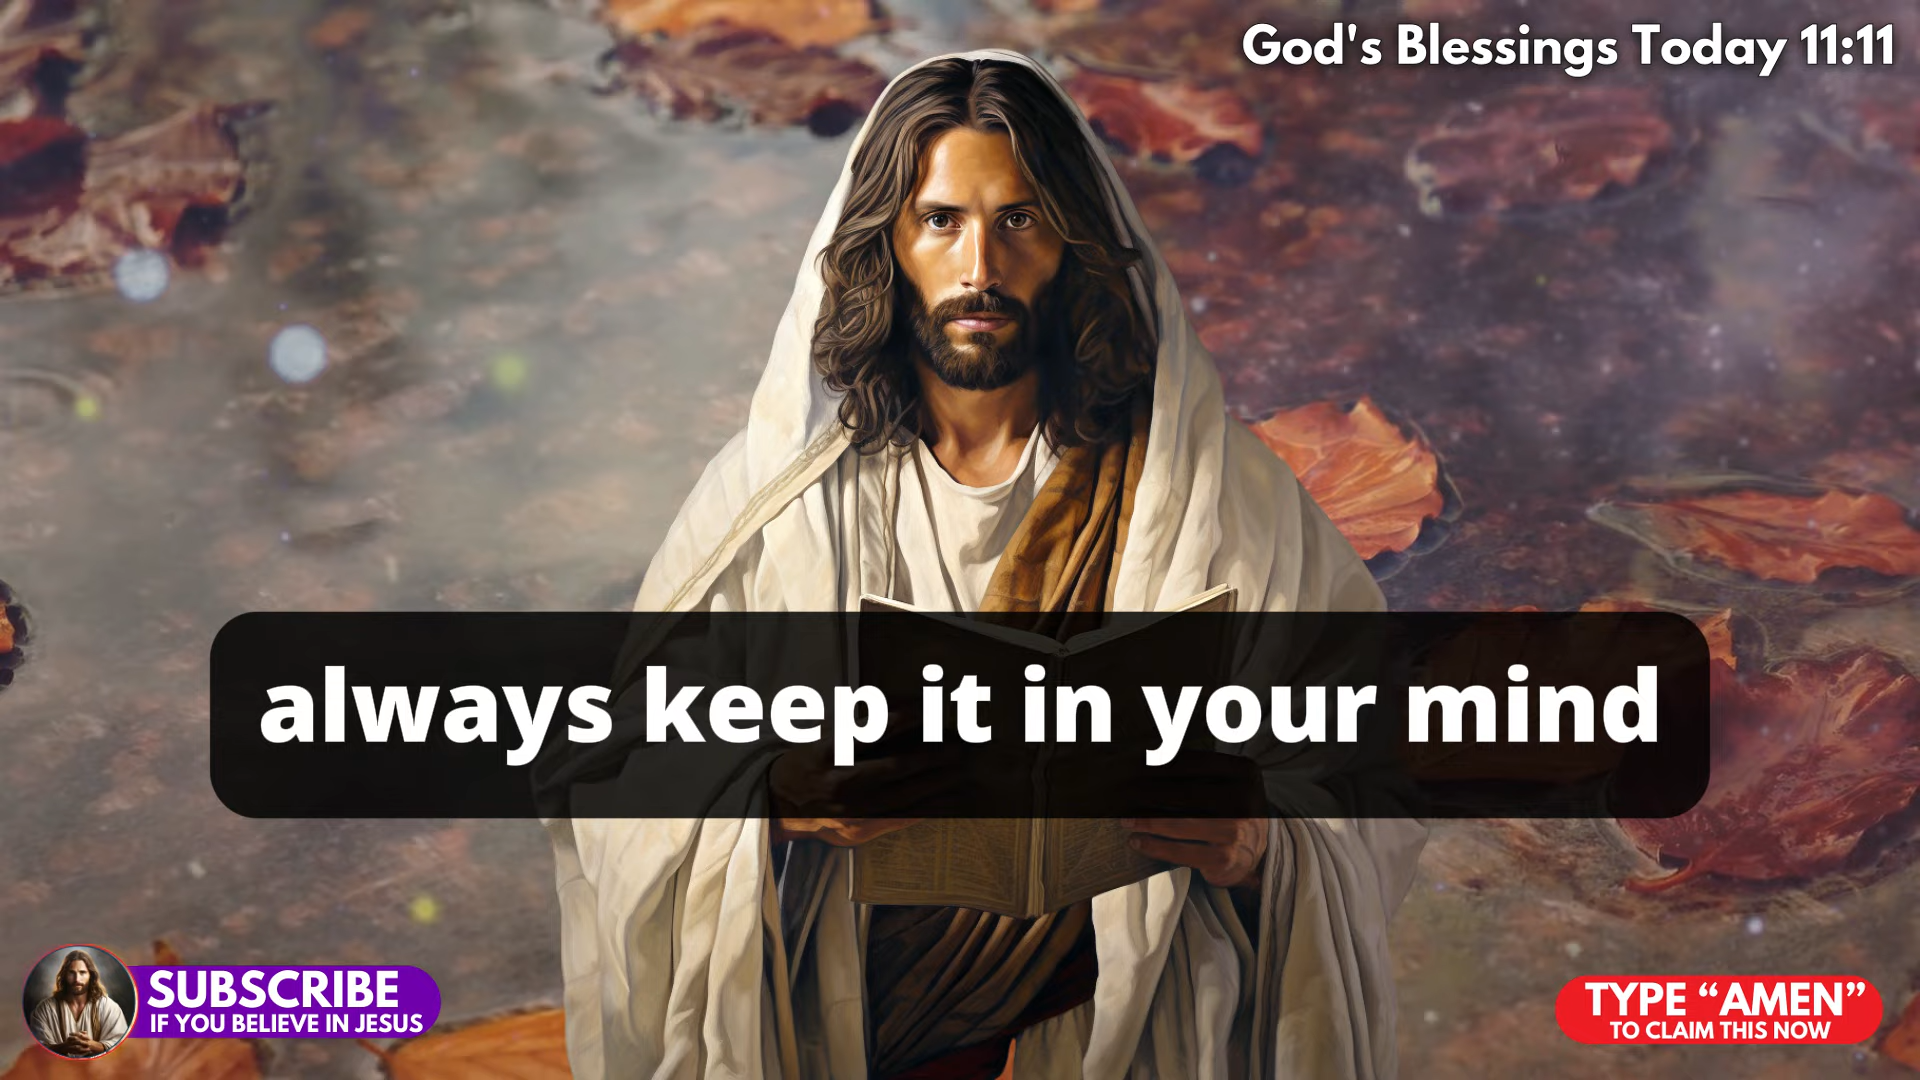 God's Blessings Today 11:11
always keep it in your mind
SUBSCRIBE
IF YOU BELIEVE IN JESUS
TYPE “AMEN”
TO CLAIM THIS NOW